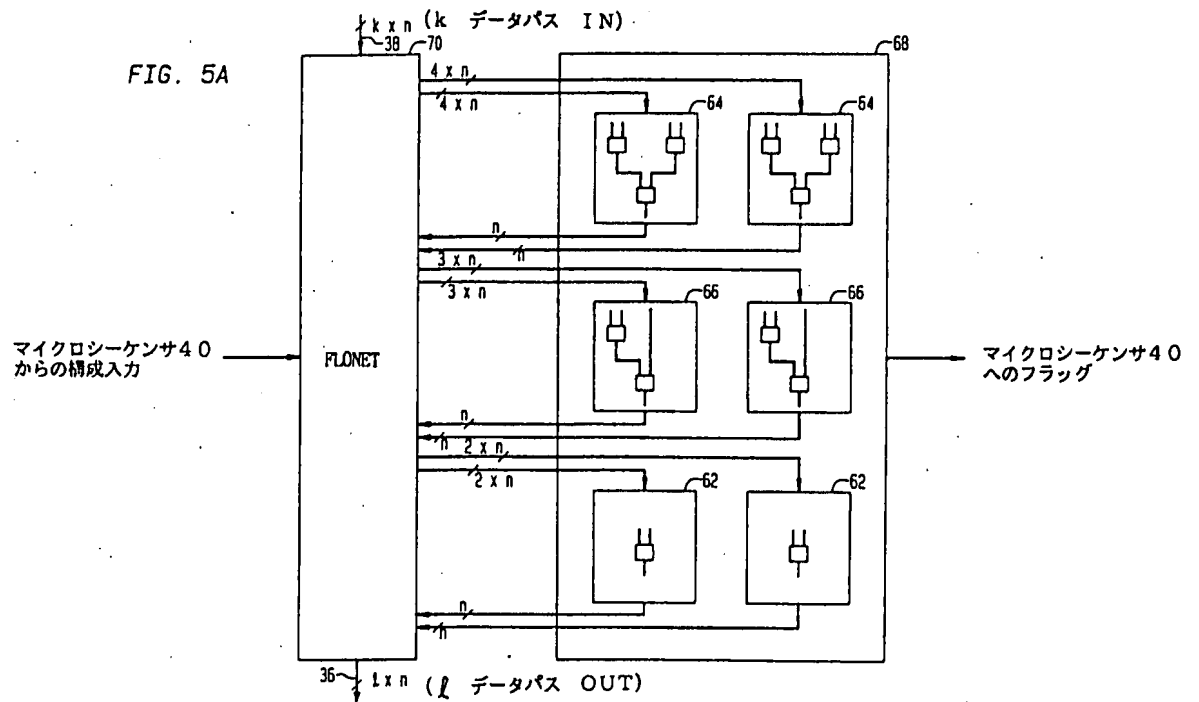 k x n (k データパス IN)
38
70
68
FIG. 5A
4 x n
4 x n
64
64
n
n
3 x n
3 x n
66
66
マイクロシーケンサ40
からの構成入力
FLONET
マイクロシーケンサ40
へのフラッグ
n
n
2 x n
2 x n
62
62
n
n
36
l x n (l データパス OUT)